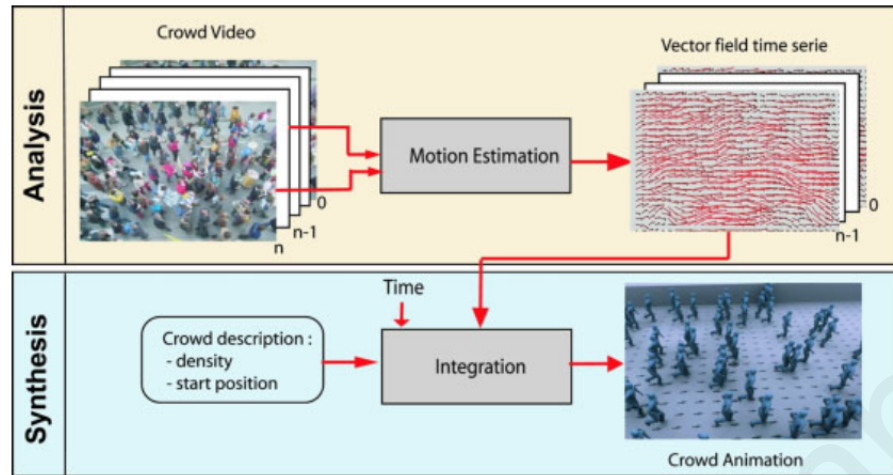 Analysis
Crowd Video
n
n-1
0
Motion Estimation
Vector field time serie
n-1
0
Synthesis
Time
Crowd description :
- density
- start position
Integration
Crowd Animation